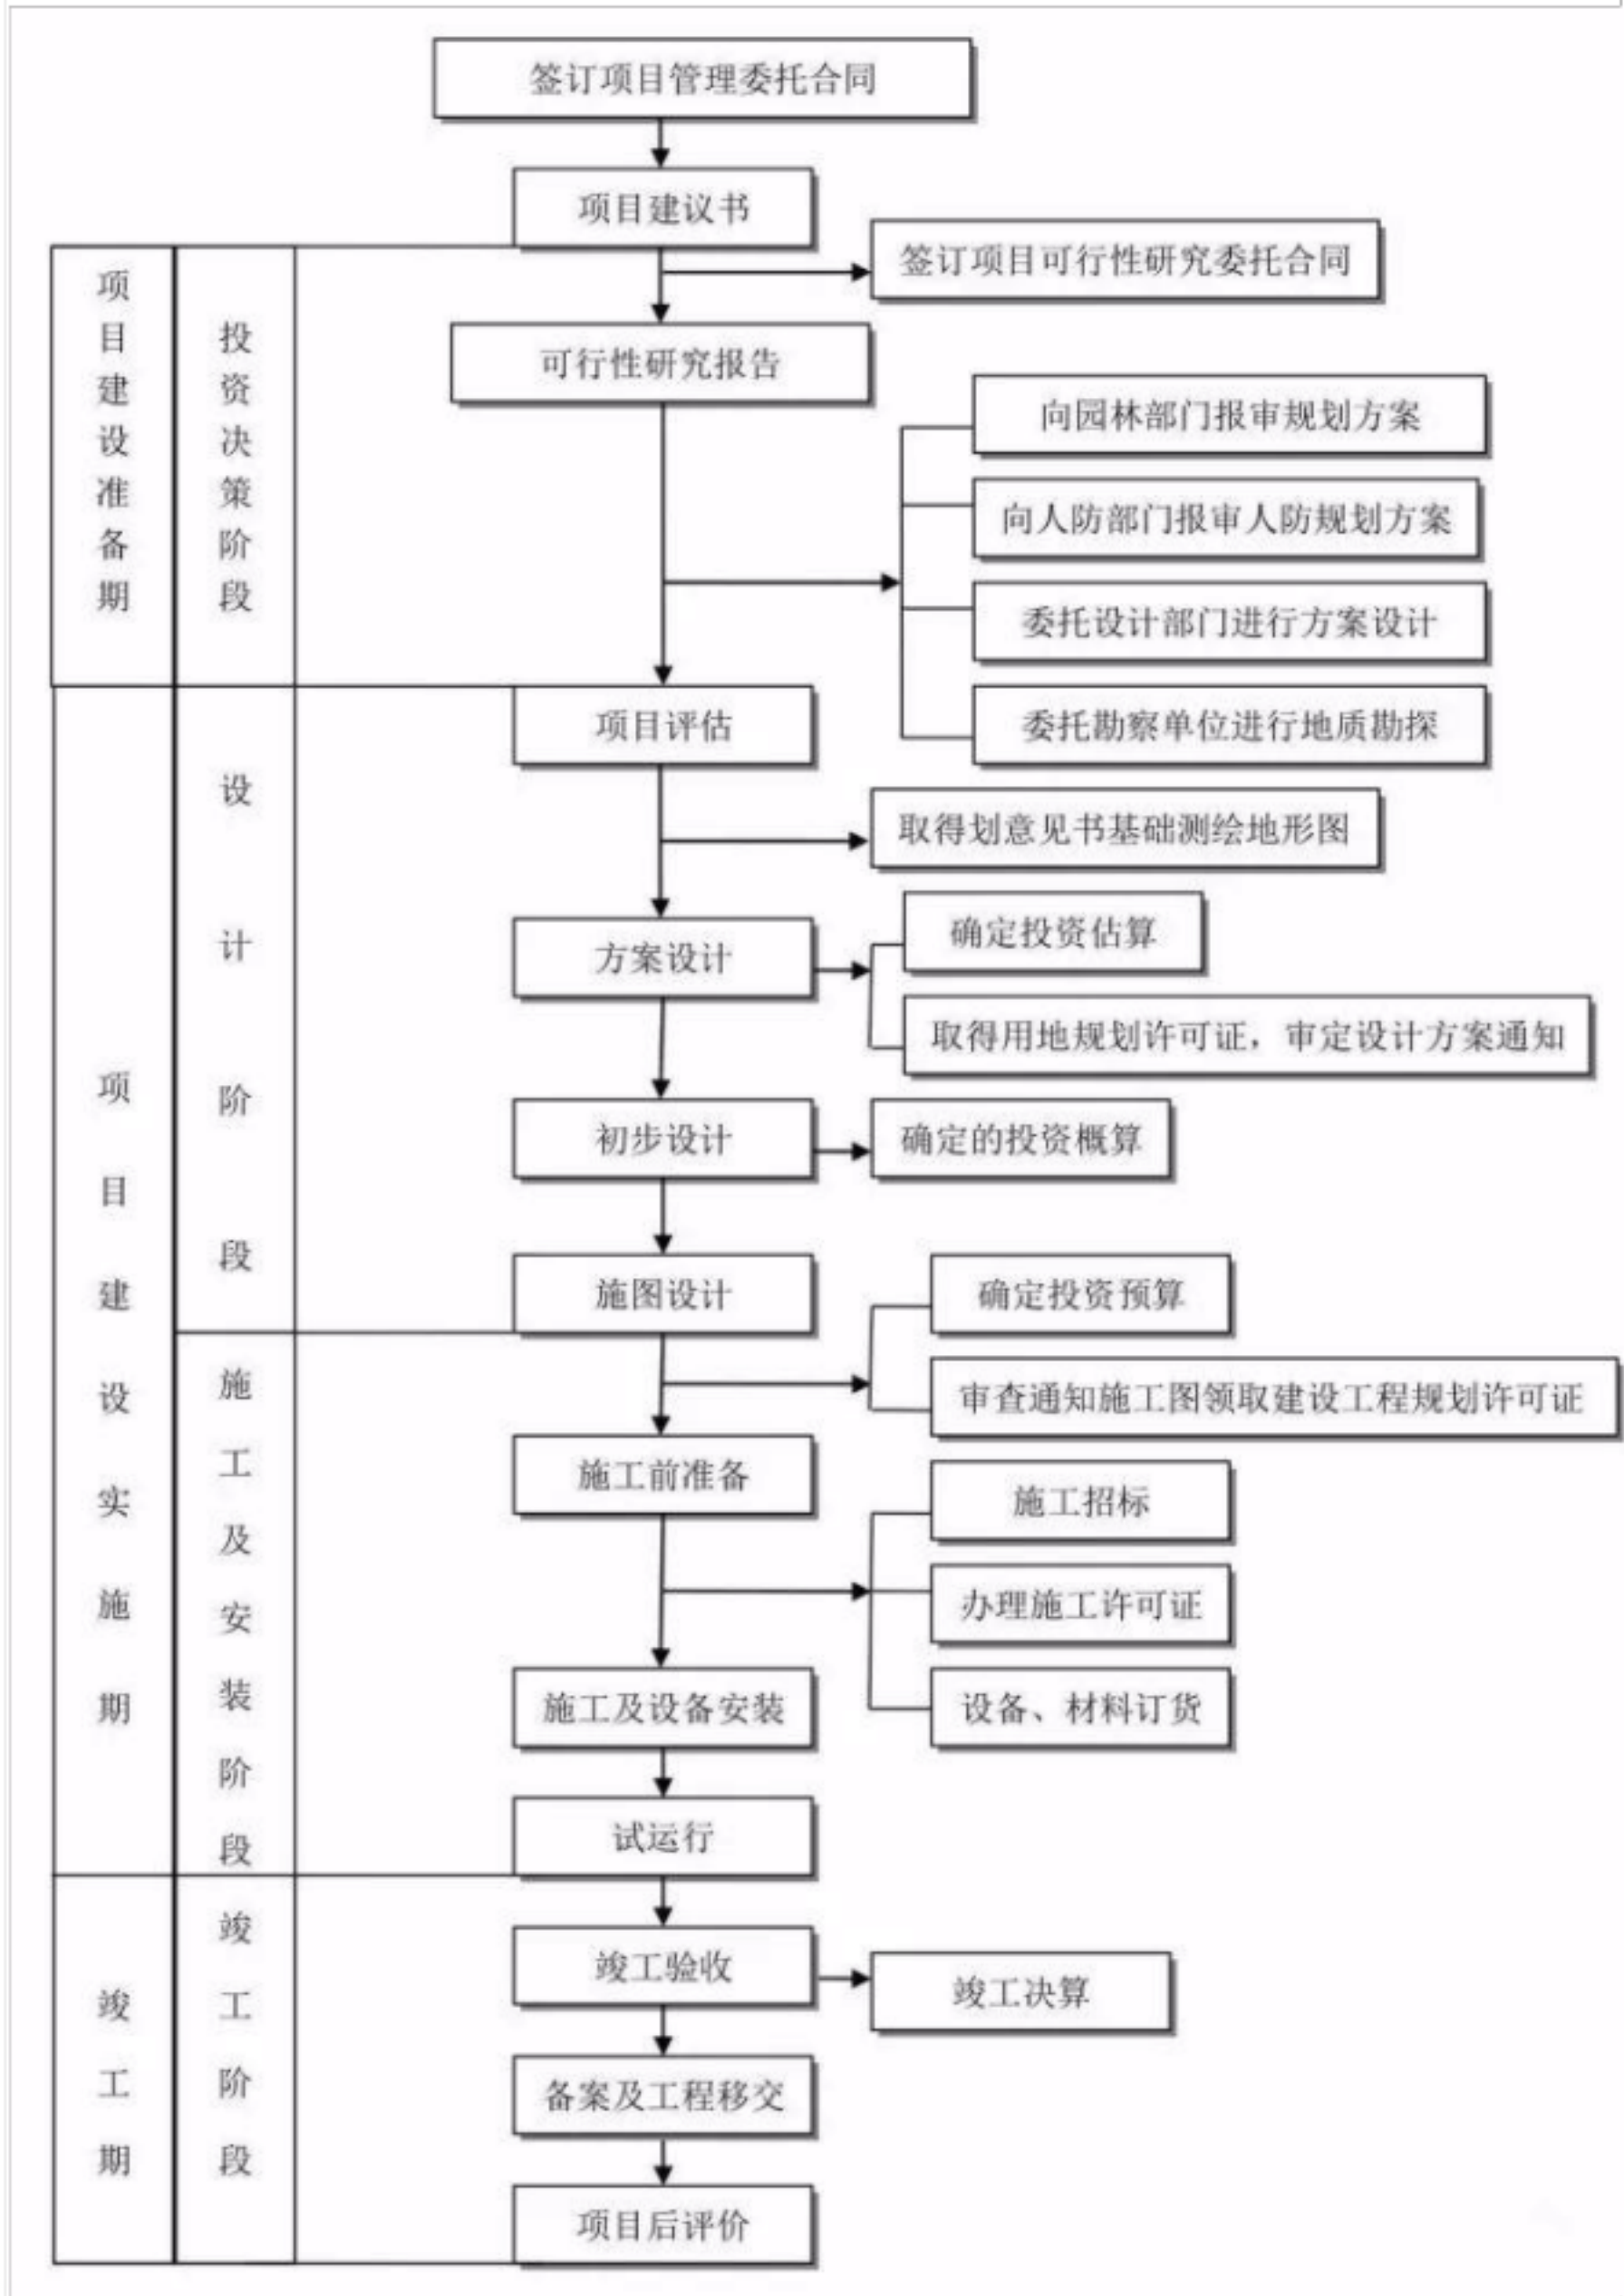 签订项目管理委托合同
项目建议书
签订项目可行性研究委托合同
可行性研究报告
向园林部门报审规划方案
向人防部门报审人防规划方案
委托设计部门进行方案设计
委托勘察单位进行地质勘探
项目评估
取得划意见书基础测绘地形图
方案设计
确定投资估算
取得用地规划许可证，审定设计方案通知
初步设计
确定的投资概算
施图设计
确定投资预算
审查通知施工图领取建设工程规划许可证
施工前准备
施工招标
办理施工许可证
设备、材料订货
施工及设备安装
试运行
竣工验收
竣工决算
备案及工程移交
项目后评价
项目建设准备期
投资决策阶段
项目建设实施期
设计阶段
施工及安装阶段
竣工期
竣工阶段